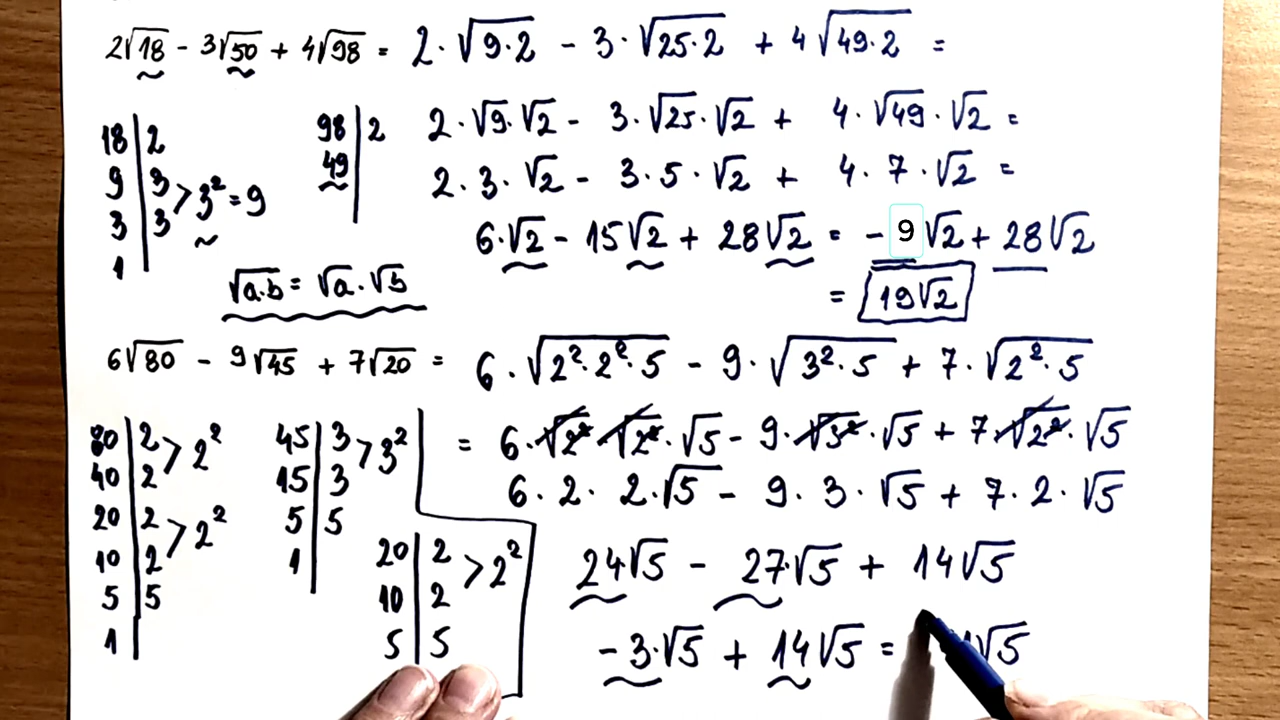 2√18 - 3√50 + 4√98 = 2·√9·2 - 3·√25·2 + 4√49·2 =
2·√9·√2 - 3·√25·√2 + 4·√49·√2 =
2·3·√2 - 3·5·√2 + 4·7·√2 =
6·√2 - 15√2 + 28√2 = -9√2 + 28√2
= 19√2
18 | 2
9 | 3
3 | 3
1
> 3² = 9
98 | 2
49
√a·b = √a·√b
6√80 - 9√45 + 7√20 = 6·√2²·2²·5 - 9·√3²·5 + 7·√2²·5
= 6·√2²·√2²·√5 - 9·√3²·√5 + 7·√2²·√5
6·2·2·√5 - 9·3·√5 + 7·2·√5
24√5 - 27·√5 + 14√5
-3·√5 + 14√5 = 1√5
80 | 2 > 2²
40 | 2
20 | 2 > 2²
10 | 2
5 | 5
1
45 | 3 > 3²
15 | 3
5 | 5
1
20 | 2 > 2²
10 | 2
5 | 5